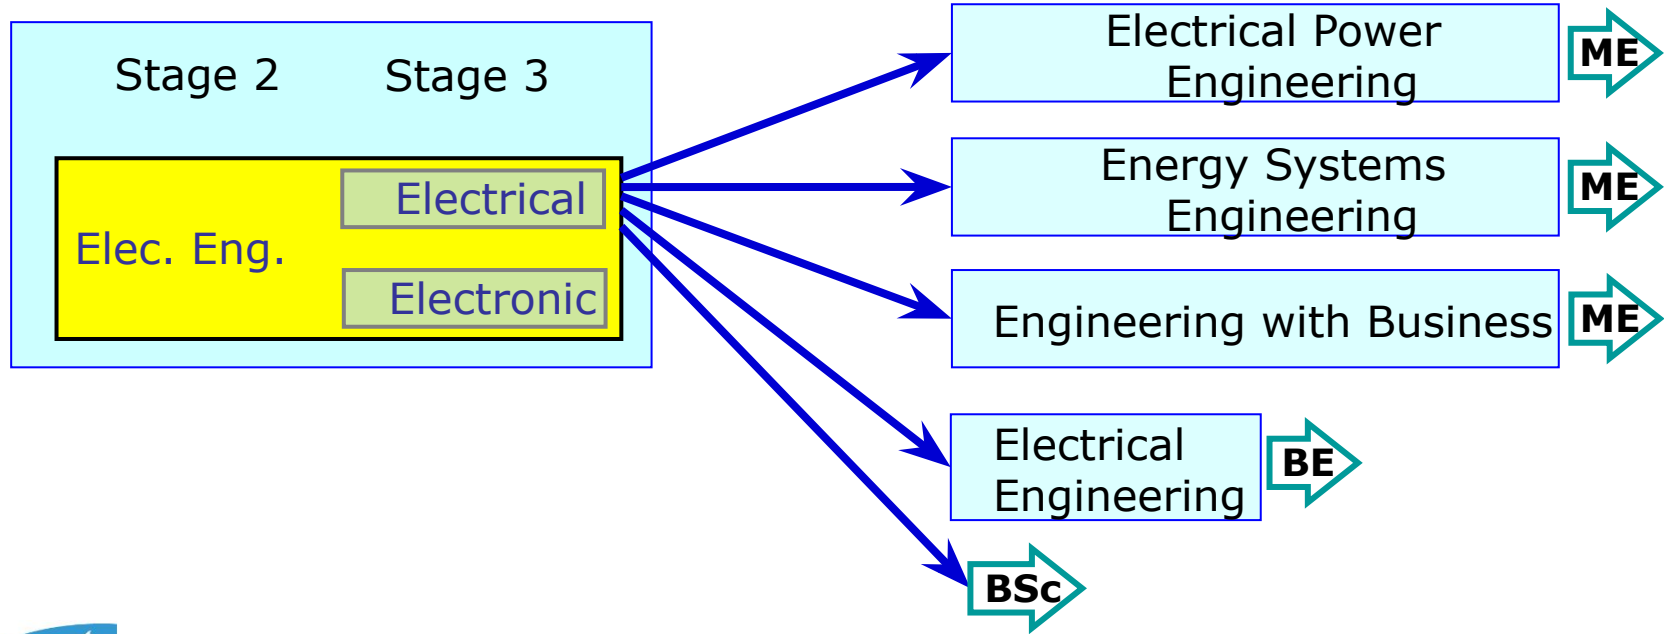 Stage 2
Stage 3
Elec. Eng.
Electrical
Electronic
Electrical Power
Engineering
ME
Energy Systems
Engineering
ME
Engineering with Business
ME
Electrical
Engineering
BE
BSc